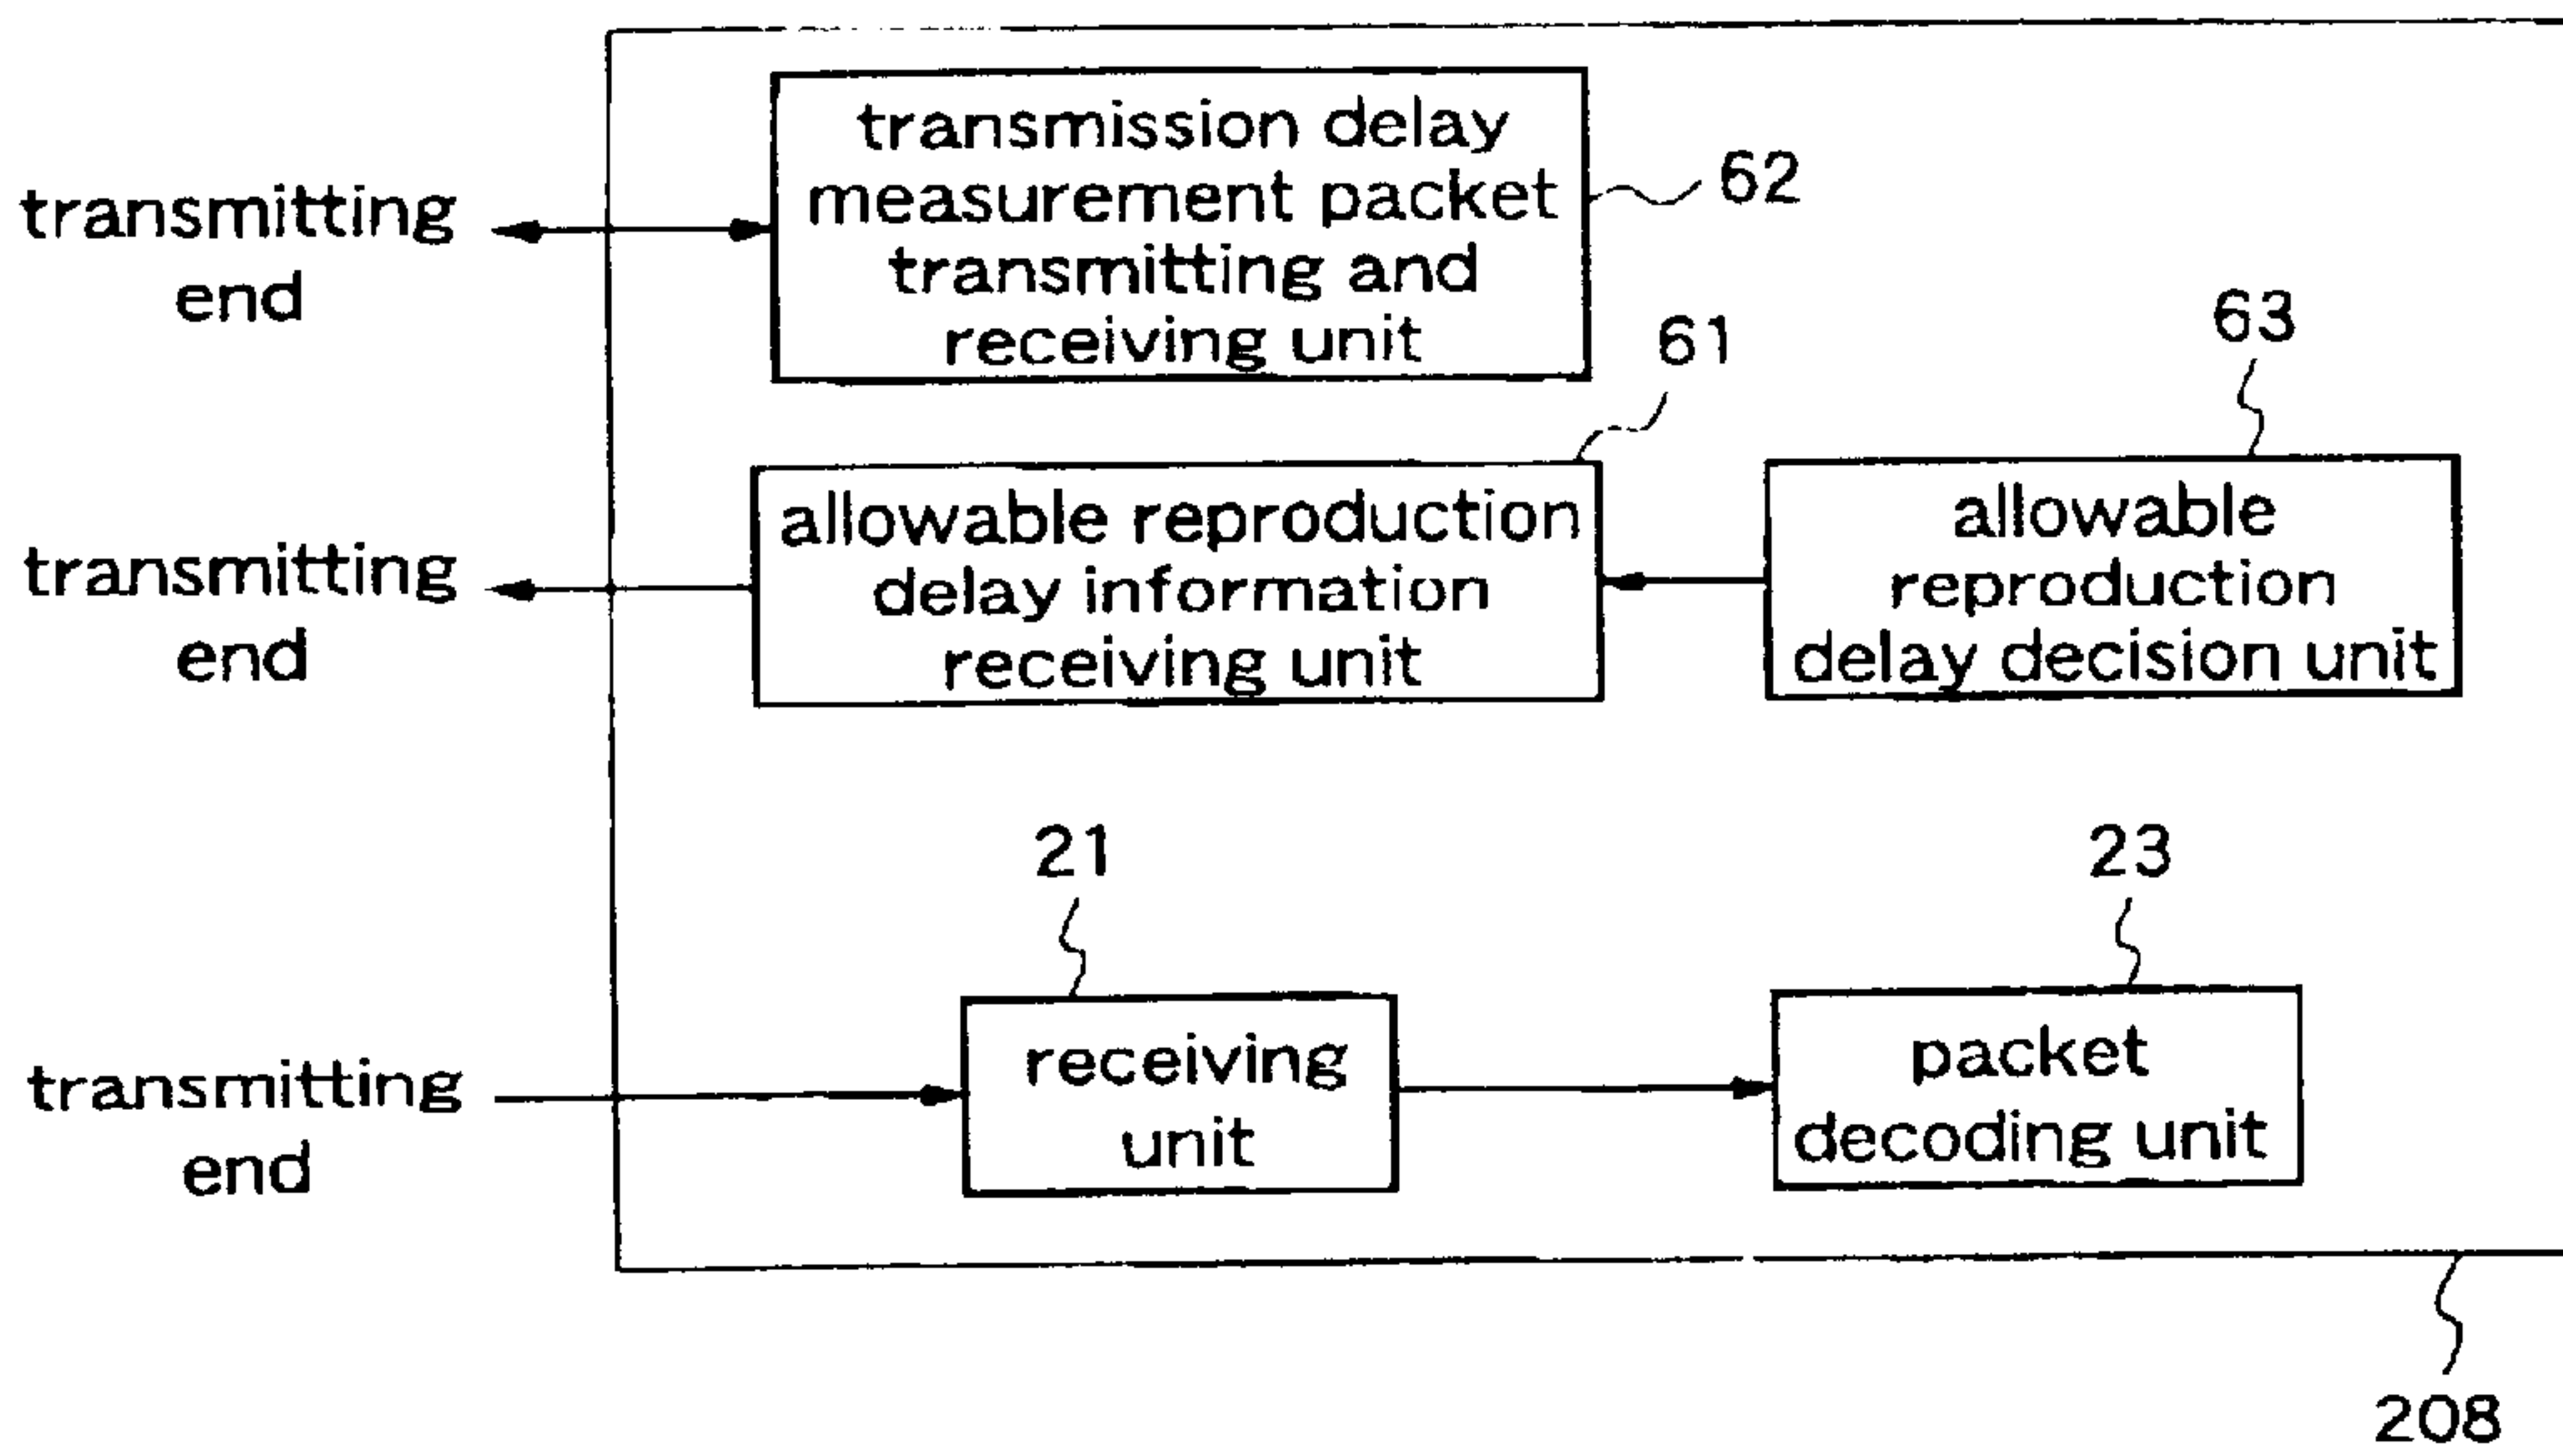 transmitting
end
transmission delay
measurement packet
transmitting and
receiving unit
62
transmitting
end
allowable reproduction
delay information
receiving unit
61
allowable
reproduction
delay decision unit
63
transmitting
end
receiving
unit
21
packet
decoding unit
23
208